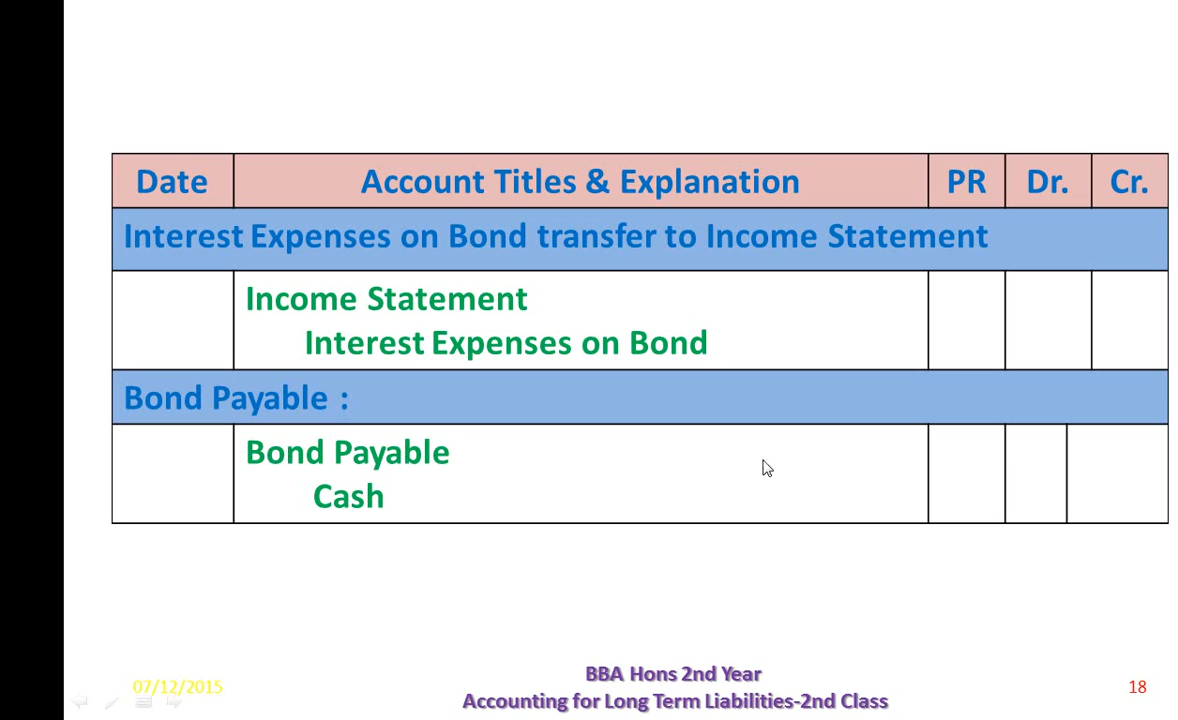 Date Account Titles & Explanation PR Dr. Cr.
Interest Expenses on Bond transfer to Income Statement
Income Statement
Interest Expenses on Bond
Bond Payable :
Bond Payable
Cash
07/12/2015
BBA Hons 2nd Year
Accounting for Long Term Liabilities-2nd Class
18